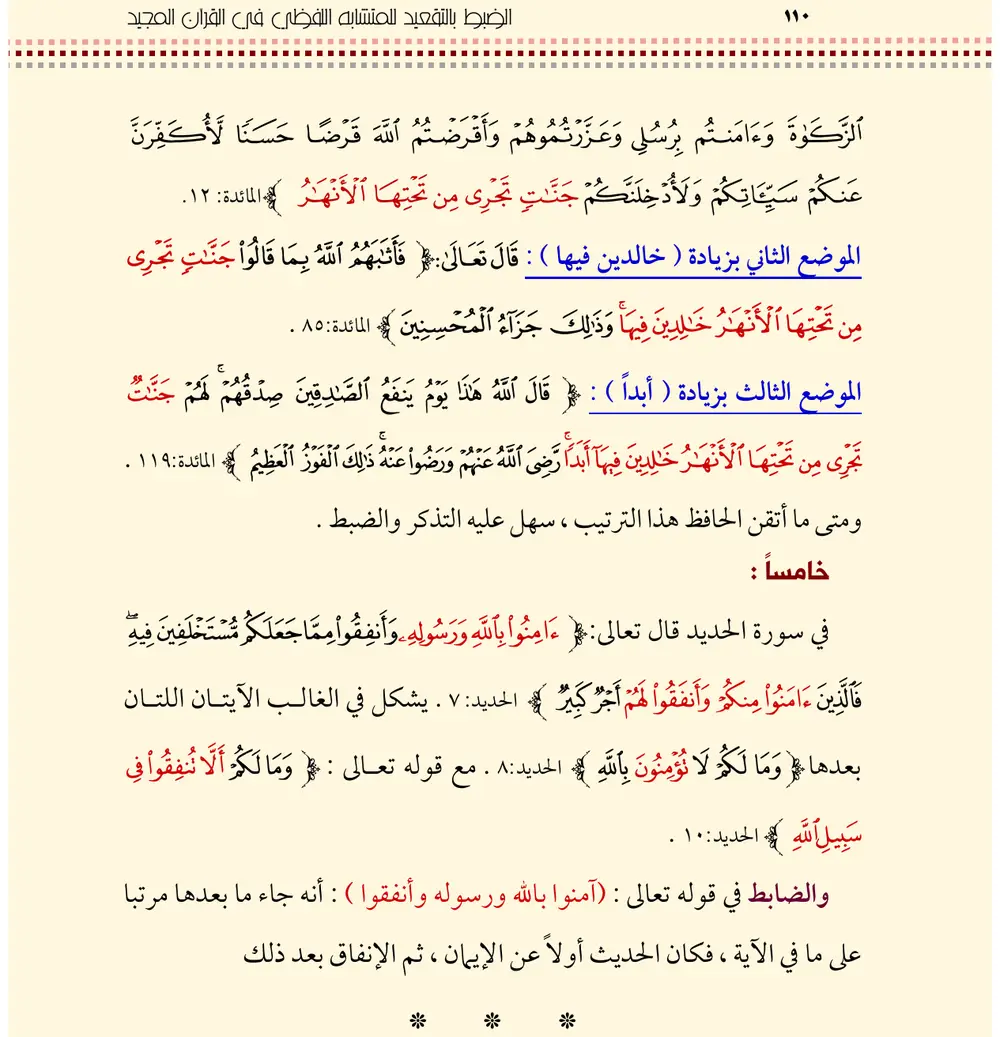 ١١٠ الضبط بالتقعيد للمتشابه اللفظي في القرآن المجيد
ٱلزَّكَوٰةَ وَءَامَنتُم بِرُسُلِي وَعَزَّرْتُمُوهُمْ وَأَقْرَضْتُمُ ٱللَّهَ قَرْضًا حَسَنًا لَّأُكَفِّرَنَّ
عَنكُمْ سَيِّـَٔاتِكُمْ وَلَأُدْخِلَنَّكُمْ جَنَّـٰتٍ تَجْرِى مِن تَحْتِهَا ٱلْأَنْهَـٰرُ ﴾المائدة: ١٢.
الموضع الثاني بزيادة ( خالدين فيها ) : قَالَ تَعَالَىٰ:﴿ فَأَثَـٰبَهُمُ ٱللَّهُ بِمَا قَالُوا۟ جَنَّـٰتٍ تَجْرِى
مِن تَحْتِهَا ٱلْأَنْهَـٰرُ خَـٰلِدِينَ فِيهَا ۚ وَذَٰلِكَ جَزَآءُ ٱلْمُحْسِنِينَ ﴾ المائدة:٨٥ .
الموضع الثالث بزيادة ( أبداً ) : ﴿ قَالَ ٱللَّهُ هَـٰذَا يَوْمُ يَنفَعُ ٱلصَّـٰدِقِينَ صِدْقُهُمْ ۚ لَهُمْ جَنَّـٰتٌ
تَجْرِى مِن تَحْتِهَا ٱلْأَنْهَـٰرُ خَـٰلِدِينَ فِيهَآ أَبَدًا ۚ رَّضِىَ ٱللَّهُ عَنْهُمْ وَرَضُوا۟ عَنْهُ ۚ ذَٰلِكَ ٱلْفَوْزُ ٱلْعَظِيمُ ﴾ المائدة:١١٩ .
ومتى ما أتقن الحافظ هذا الترتيب ، سهل عليه التذكر والضبط .
خامساً :
في سورة الحديد قال تعالى:﴿ ءَامِنُوا۟ بِٱللَّهِ وَرَسُولِهِۦ وَأَنفِقُوا۟ مِمَّا جَعَلَكُم مُّسْتَخْلَفِينَ فِيهِ ۖ
فَٱلَّذِينَ ءَامَنُوا۟ مِنكُمْ وَأَنفَقُوا۟ لَهُمْ أَجْرٌ كَبِيرٌ ﴾ الحديد: ٧ . يشكل في الغالب الآيتان اللتان
بعدها﴿ وَمَا لَكُمْ لَا تُؤْمِنُونَ بِٱللَّهِ ﴾ الحديد:٨ . مع قوله تعالى : ﴿ وَمَا لَكُمْ أَلَّا تُنفِقُوا۟ فِى
سَبِيلِ ٱللَّهِ ﴾ الحديد: ١٠ .
والضابط في قوله تعالى : (آمنوا بالله ورسوله وأنفقوا ) : أنه جاء ما بعدها مرتبا
على ما في الآية ، فكان الحديث أولاً عن الإيمان ، ثم الإنفاق بعد ذلك